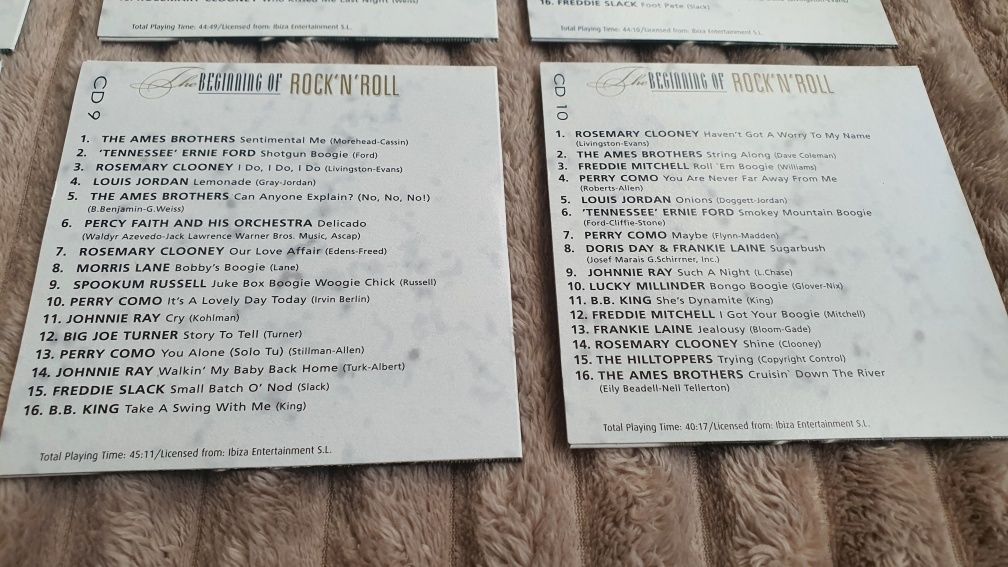 Who Kissed Me Last Night (Weiss)
Total Playing Time: 44:49/Licensed from: Ibiza Entertainment S.L.
16. FREDDIE SLACK Foot Pete (Slack)
Total Playing Time: 44:10/Licensed from: Ibiza Entertainment S.L.
CD 9
The BEGINNING OF ROCK'N'ROLL
1. THE AMES BROTHERS Sentimental Me (Morehead-Cassin)
2. 'TENNESSEE' ERNIE FORD Shotgun Boogie (Ford)
3. ROSEMARY CLOONEY I Do, I Do, I Do (Livingston-Evans)
4. LOUIS JORDAN Lemonade (Gray-Jordan)
5. THE AMES BROTHERS Can Anyone Explain? (No, No, No!)
(B.Benjamin-G.Weiss)
6. PERCY FAITH AND HIS ORCHESTRA Delicado
(Waldyr Azevedo-Jack Lawrence Warner Bros. Music, Ascap)
7. ROSEMARY CLOONEY Our Love Affair (Edens-Freed)
8. MORRIS LANE Bobby's Boogie (Lane)
9. SPOOKUM RUSSELL Juke Box Boogie Woogie Chick (Russell)
10. PERRY COMO It's A Lovely Day Today (Irvin Berlin)
11. JOHNNIE RAY Cry (Kohlman)
12. BIG JOE TURNER Story To Tell (Turner)
13. PERRY COMO You Alone (Solo Tu) (Stillman-Allen)
14. JOHNNIE RAY Walkin' My Baby Back Home (Turk-Albert)
15. FREDDIE SLACK Small Batch O' Nod (Slack)
16. B.B. KING Take A Swing With Me (King)
Total Playing Time: 45:11/Licensed from: Ibiza Entertainment S.L.
CD 10
The BEGINNING OF ROCK'N'ROLL
1. ROSEMARY CLOONEY Haven't Got A Worry To My Name
(Livingston-Evans)
2. THE AMES BROTHERS String Along (Dave Coleman)
3. FREDDIE MITCHELL Roll 'Em Boogie (Williams)
4. PERRY COMO You Are Never Far Away From Me
(Roberts-Allen)
5. LOUIS JORDAN Onions (Doggett-Jordan)
6. 'TENNESSEE' ERNIE FORD Smokey Mountain Boogie
(Ford-Cliffie-Stone)
7. PERRY COMO Maybe (Flynn-Madden)
8. DORIS DAY & FRANKIE LAINE Sugarbush
(Josef Marais G.Schirrner, Inc.)
9. JOHNNIE RAY Such A Night (L.Chase)
10. LUCKY MILLINDER Bongo Boogie (Glover-Nix)
11. B.B. KING She's Dynamite (King)
12. FREDDIE MITCHELL I Got Your Boogie (Mitchell)
13. FRANKIE LAINE Jealousy (Bloom-Gade)
14. ROSEMARY CLOONEY Shine (Clooney)
15. THE HILLTOPPERS Trying (Copyright Control)
16. THE AMES BROTHERS Cruisin' Down The River
(Eily Beadell-Nell Tellerton)
Total Playing Time: 40:17/Licensed from: Ibiza Entertainment S.L.